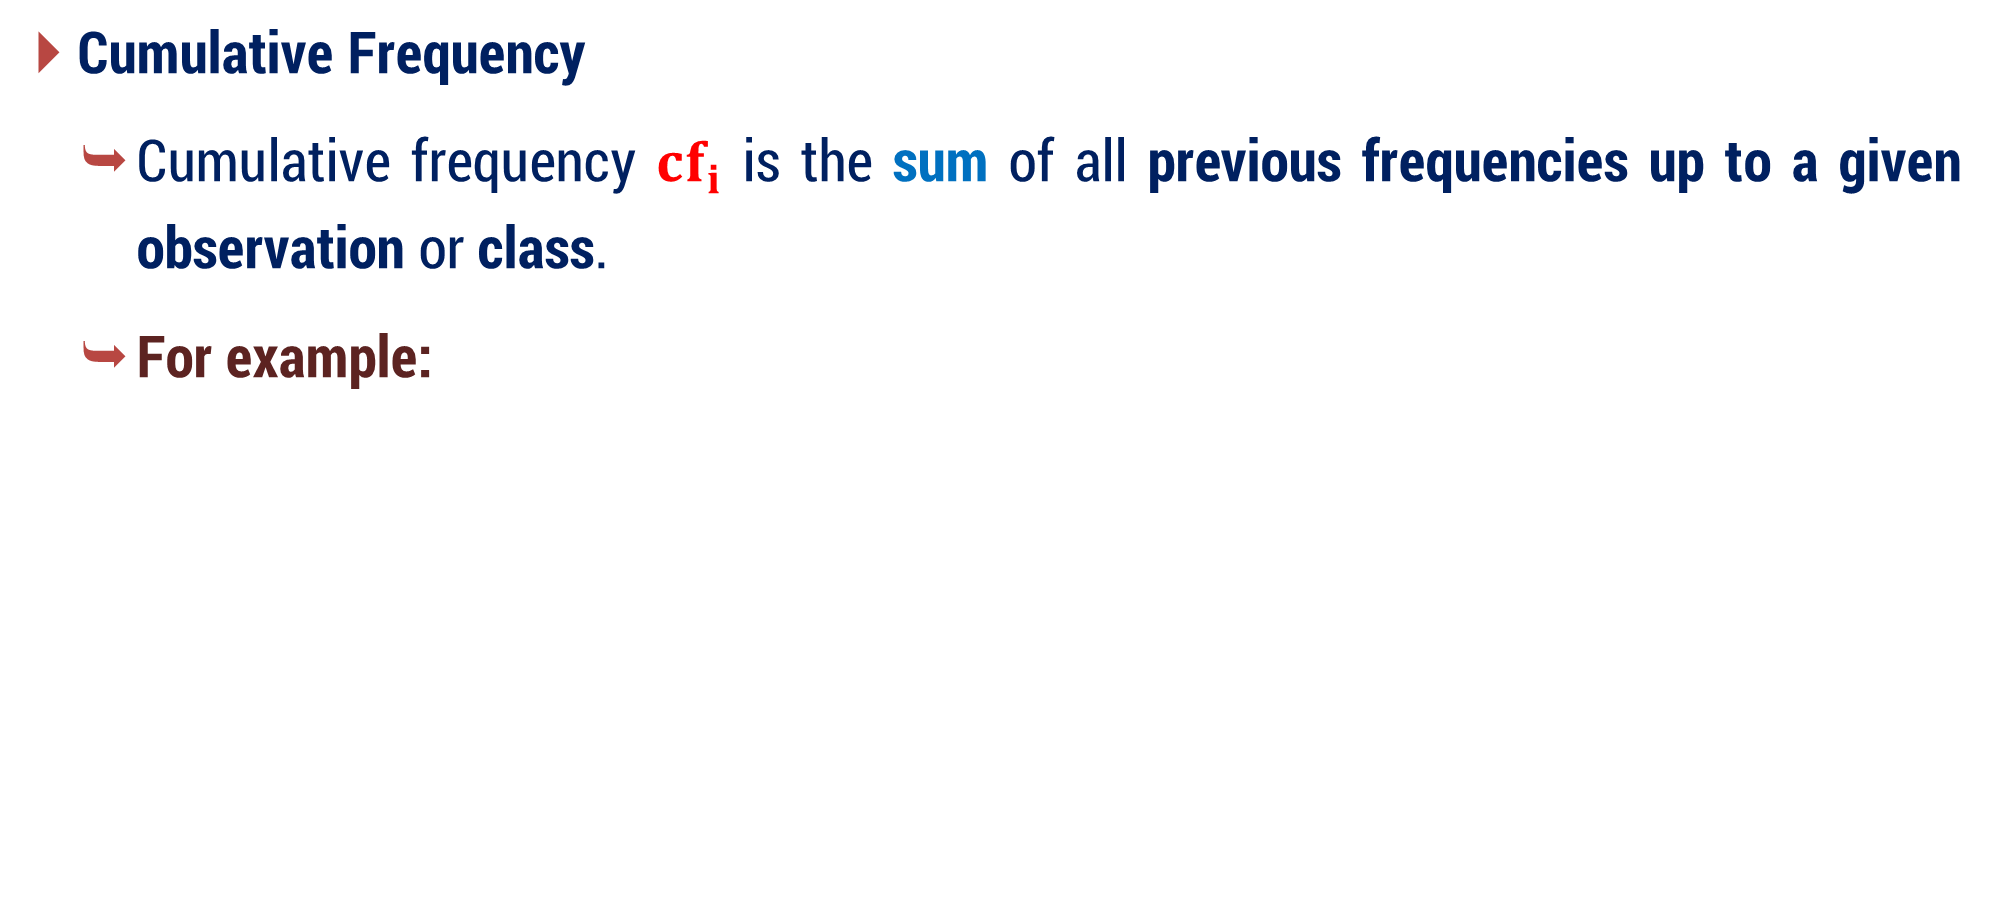 Cumulative Frequency
Cumulative frequency cfᵢ is the sum of all previous frequencies up to a given
observation or class.
For example: